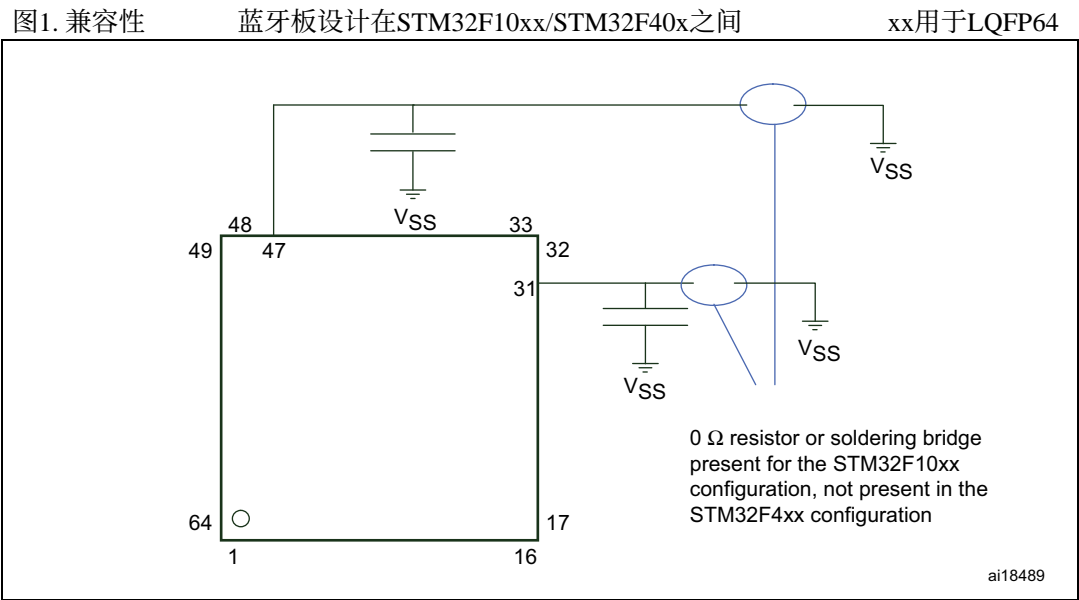 图1. 兼容性 蓝牙板设计在STM32F10xx/STM32F40x之间 xx用于LQFP64
VSS
VSS
48 33
49 47 32
31
VSS
VSS
0 Ω resistor or soldering bridge
present for the STM32F10xx
configuration, not present in the
STM32F4xx configuration
64 17
1 16
ai18489